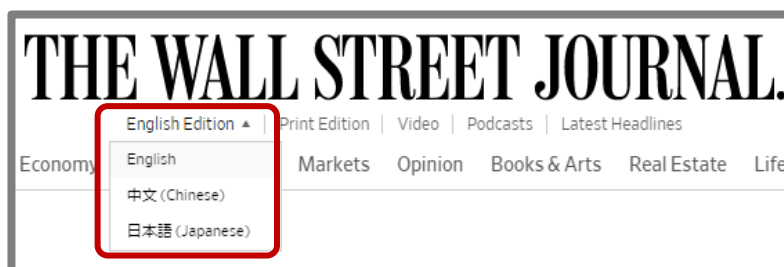 THE WALL STREET JOURNAL.
English Edition ▲ | Print Edition | Video | Podcasts | Latest Headlines
Economy Markets Opinion Books & Arts Real Estate Life
English
中文 (Chinese)
日本語 (Japanese)